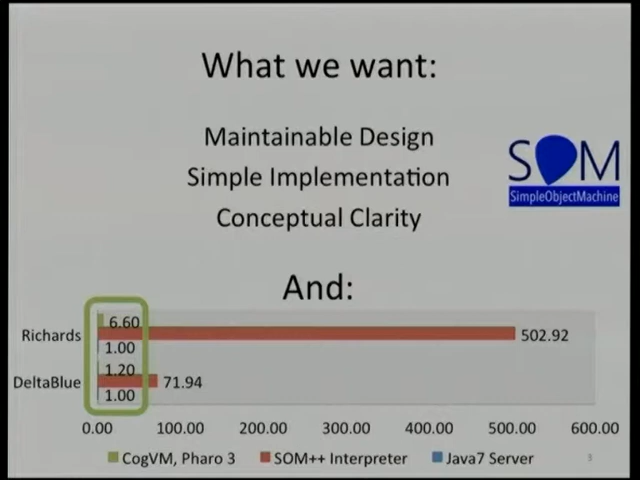 What we want:
Maintainable Design
Simple Implementation
Conceptual Clarity
SOM
SimpleObjectMachine
And:
6.60
Richards
502.92
1.00
1.20
DeltaBlue
71.94
1.00
0.00 100.00 200.00 300.00 400.00 500.00 600.00
CogVM, Pharo 3 SOM++ Interpreter Java7 Server